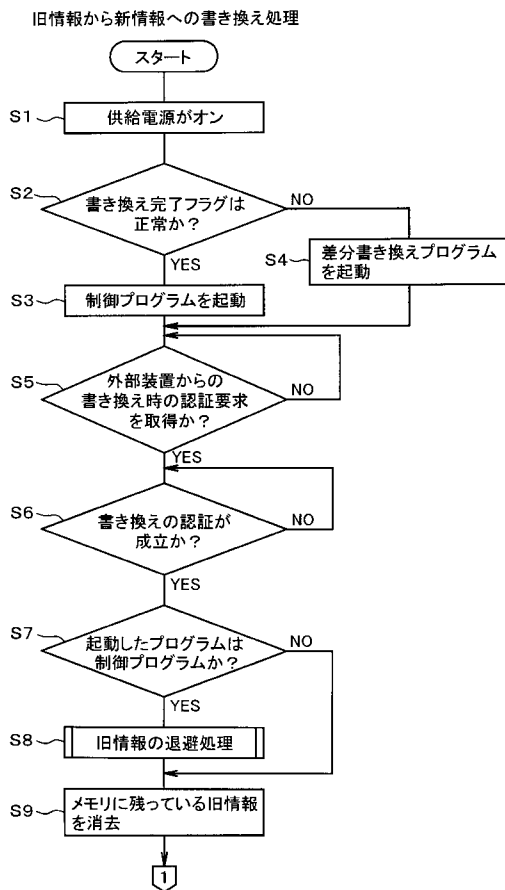 旧情報から新情報への書き換え処理
スタート
S1
供給電源がオン
S2
書き換え完了フラグは
正常か？
NO
YES
S4
差分書き換えプログラム
を起動
S3
制御プログラムを起動
S5
外部装置からの
書き換え時の認証要求
を取得か？
NO
YES
S6
書き換えの認証が
成立か？
NO
YES
S7
起動したプログラムは
制御プログラムか？
NO
YES
S8
旧情報の退避処理
S9
メモリに残っている旧情報
を消去
1